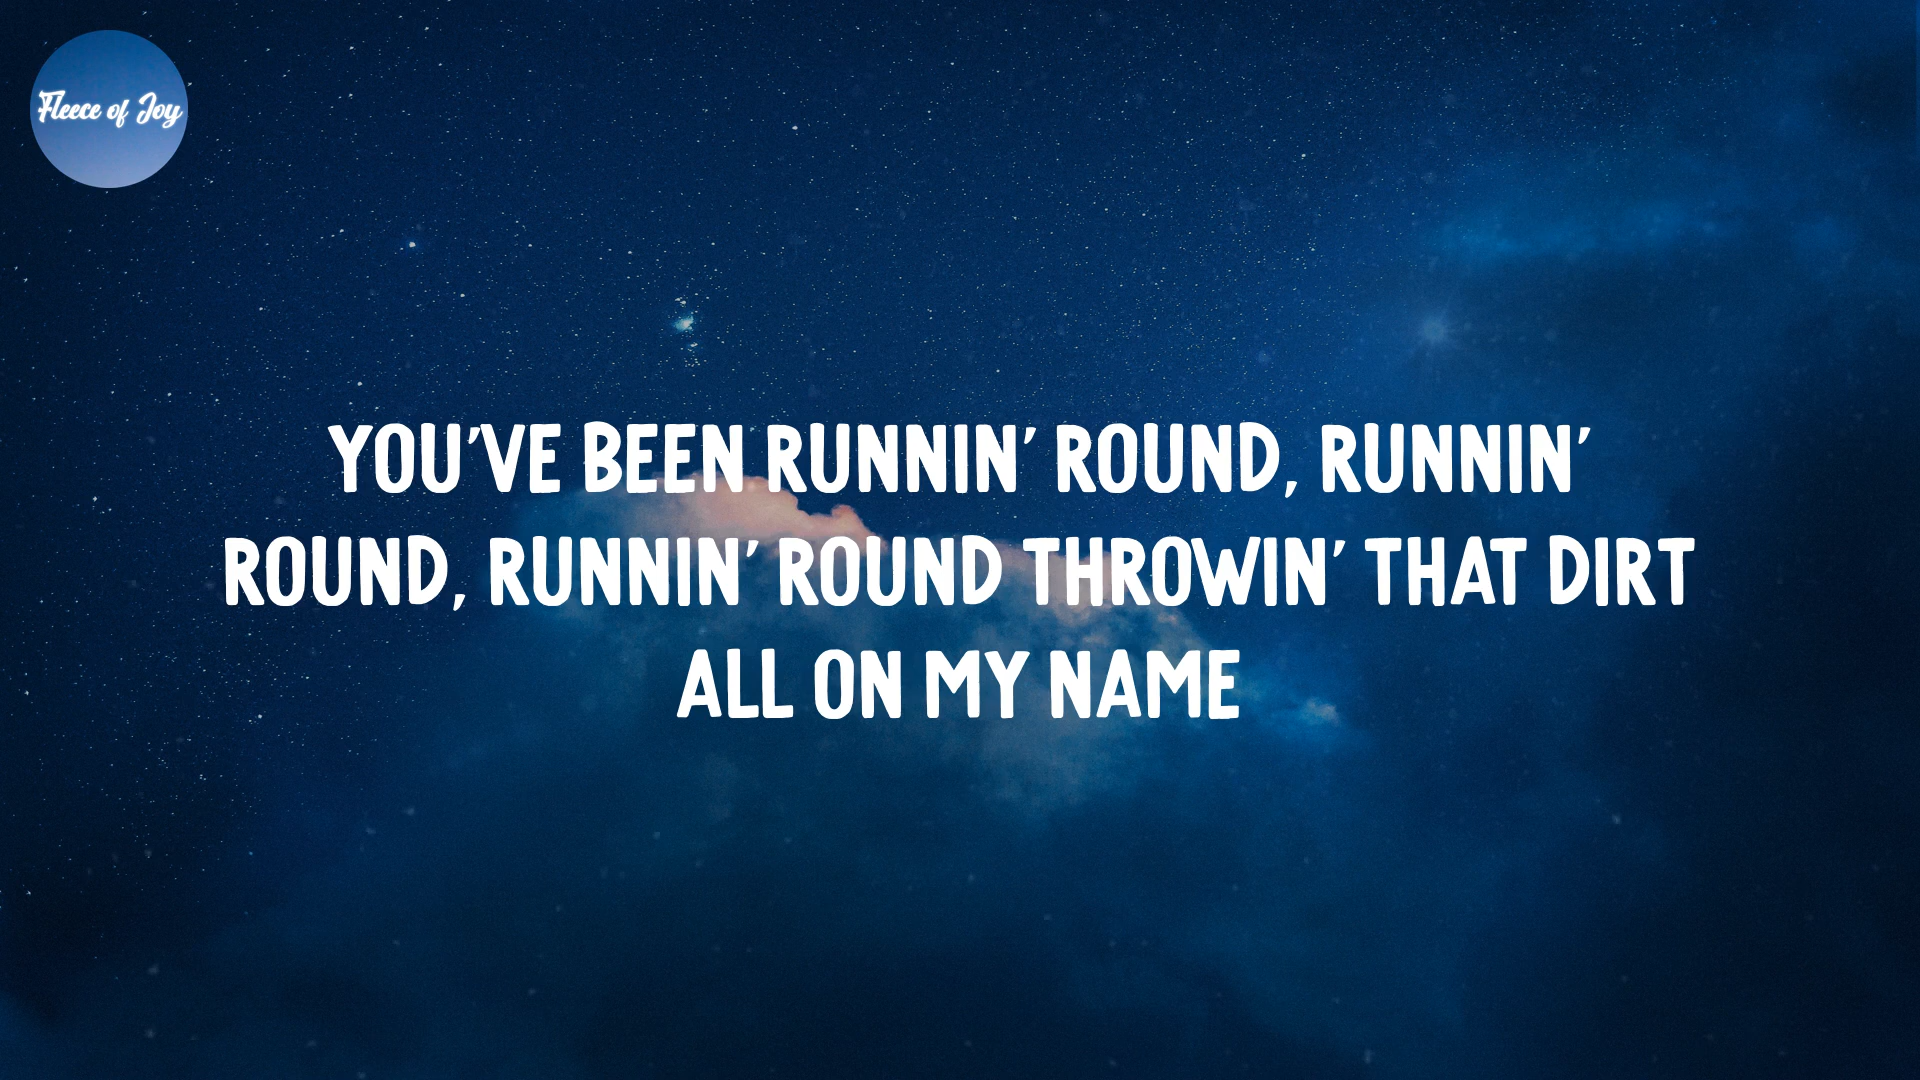 Fleece of Joy
YOU'VE BEEN RUNNIN' ROUND, RUNNIN'
ROUND, RUNNIN' ROUND THROWIN' THAT DIRT
ALL ON MY NAME